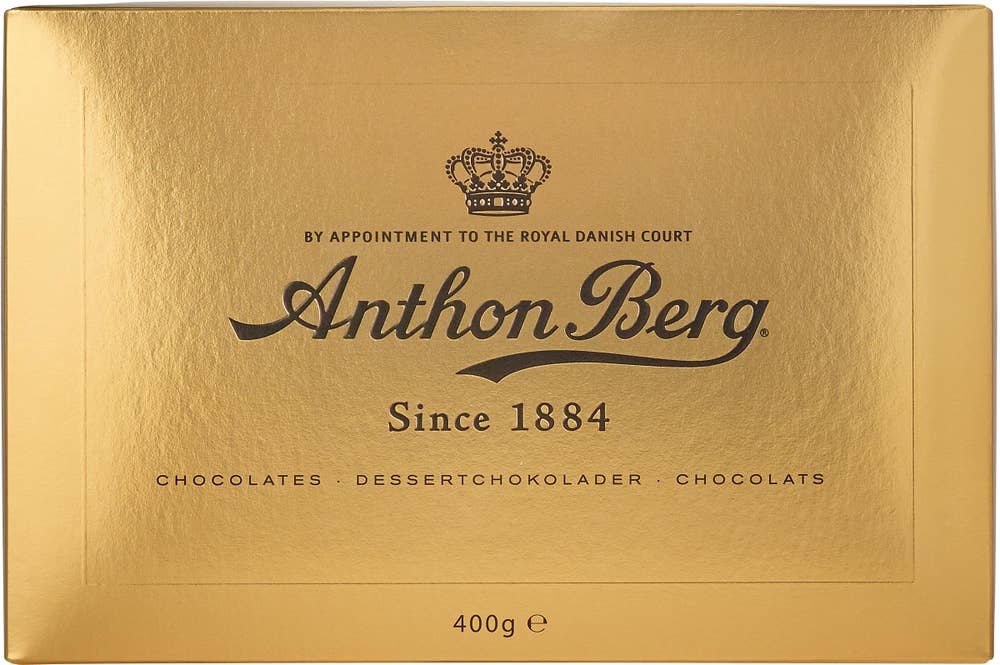 BY APPOINTMENT TO THE ROYAL DANISH COURT
Anthon Berg®
Since 1884
CHOCOLATES · DESSERTCHOKOLADER · CHOCOLATS
400g ℮